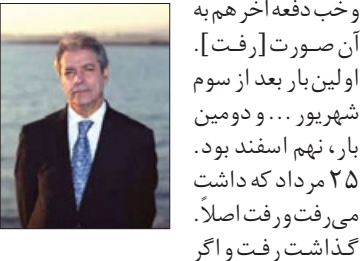 و خب دفعه آخر هم به
آن صورت [رفت].
اولین‌بار بعد از سوم
شهریور ... و دومین
بار، نهم اسفند بود.
۲۵ مرداد که داشت
می‌رفت‌ورفت اصلاً.
گذاشت رفت و اگر